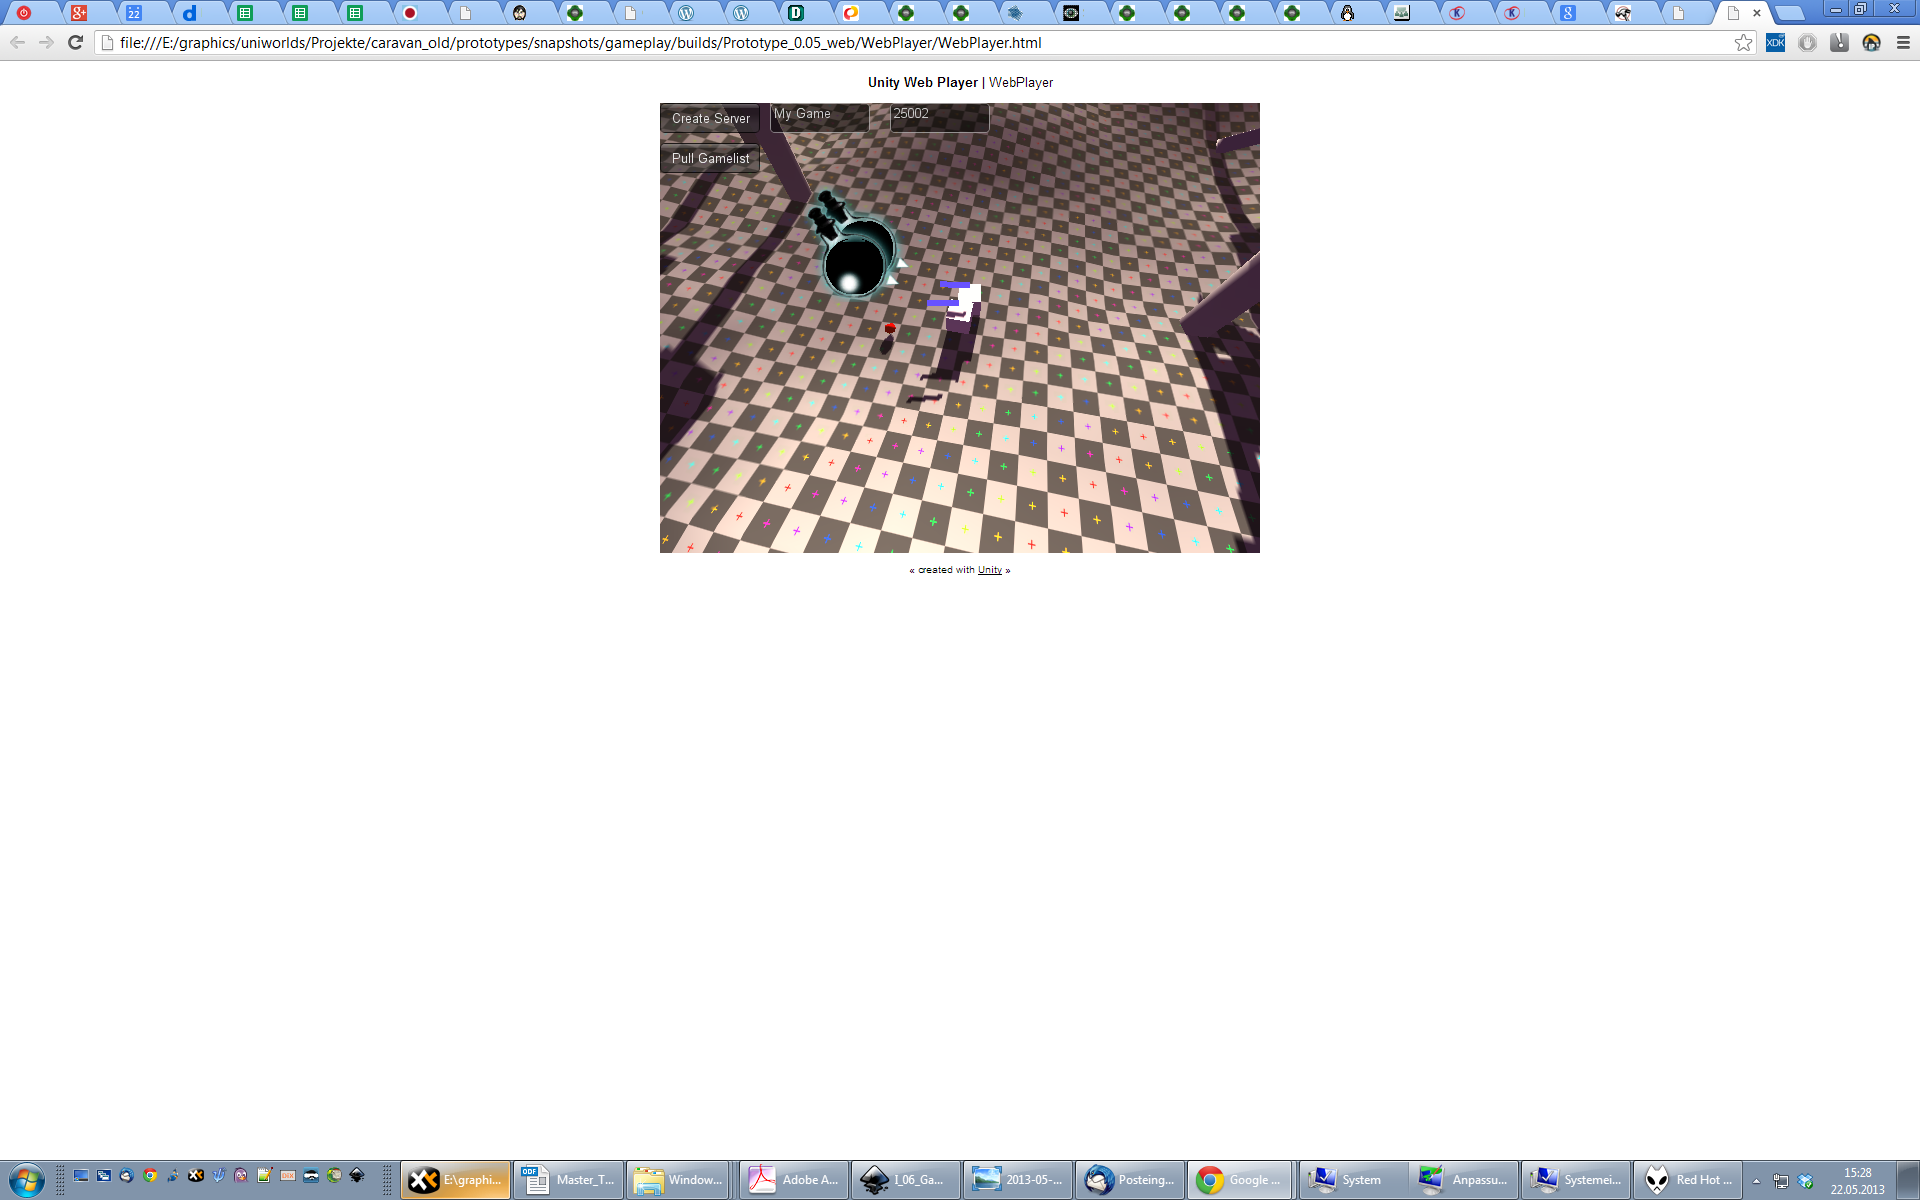 22
file:///E:/graphics/uniworlds/Projekte/caravan_old/prototypes/snapshots/gameplay/builds/Prototype_0.05_web/WebPlayer/WebPlayer.html
XDK
Unity Web Player | WebPlayer
Create Server
My Game
25002
Pull Gamelist
« created with Unity »
E:\graphi...
Master_T...
Window...
Adobe A...
I_06_Ga...
2013-05-...
Posteing...
Google ...
System
Anpassu...
Systemei...
Red Hot ...
15:28
22.05.2013